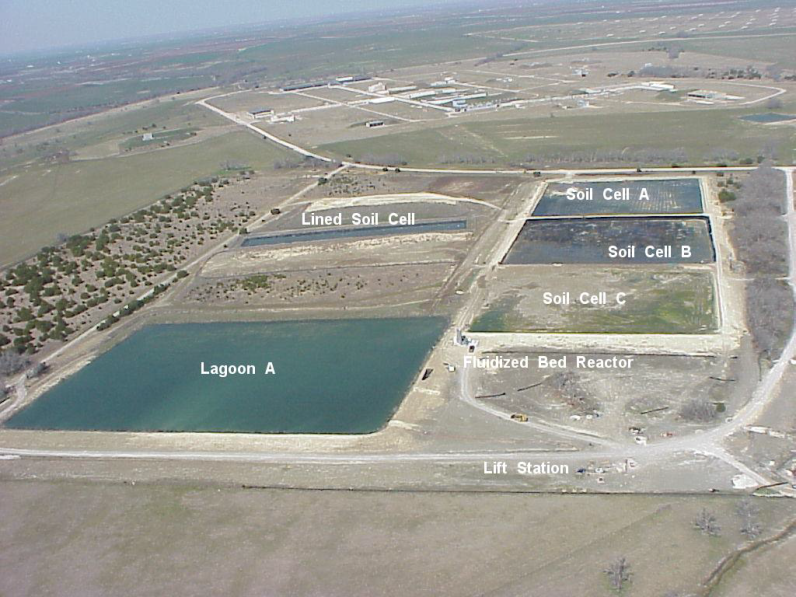 Soil Cell A
Lined Soil Cell
Soil Cell B
Soil Cell C
Fluidized Bed Reactor
Lagoon A
Lift Station